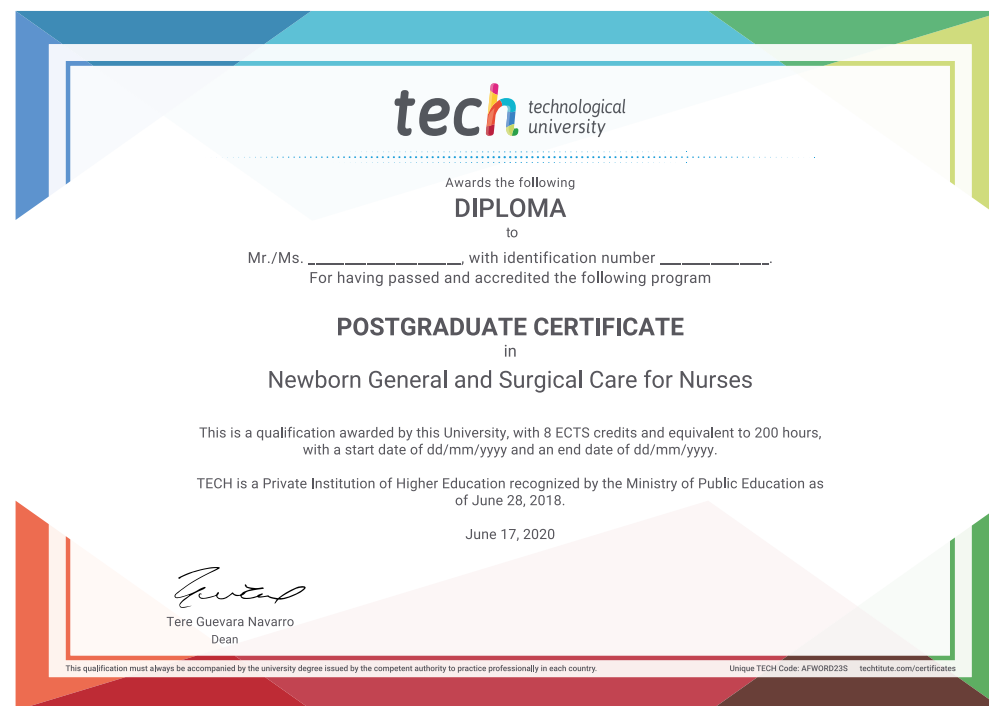 tech technological
university
Awards the following
DIPLOMA
to
Mr./Ms. ____________________, with identification number ______________.
For having passed and accredited the following program
POSTGRADUATE CERTIFICATE
in
Newborn General and Surgical Care for Nurses
This is a qualification awarded by this University, with 8 ECTS credits and equivalent to 200 hours,
with a start date of dd/mm/yyyy and an end date of dd/mm/yyyy.
TECH is a Private Institution of Higher Education recognized by the Ministry of Public Education as
of June 28, 2018.
June 17, 2020
Tere Guevara Navarro
Dean
This qualification must always be accompanied by the university degree issued by the competent authority to practice professionally in each country.
Unique TECH Code: AFWORD23S techtitute.com/certificates